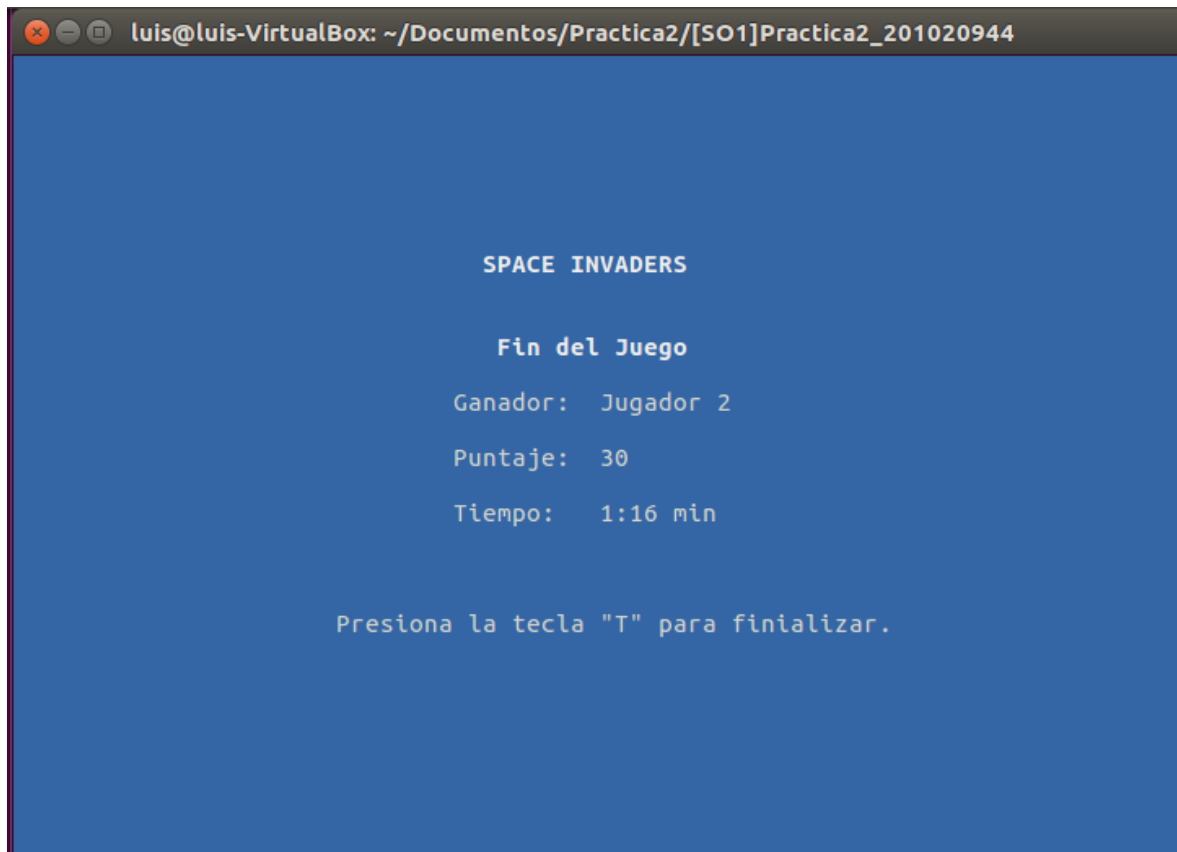 luis@luis-VirtualBox: ~/Documentos/Practica2/[SO1]Practica2_201020944
SPACE INVADERS
Fin del Juego
Ganador: Jugador 2
Puntaje: 30
Tiempo: 1:16 min
Presiona la tecla "T" para finializar.